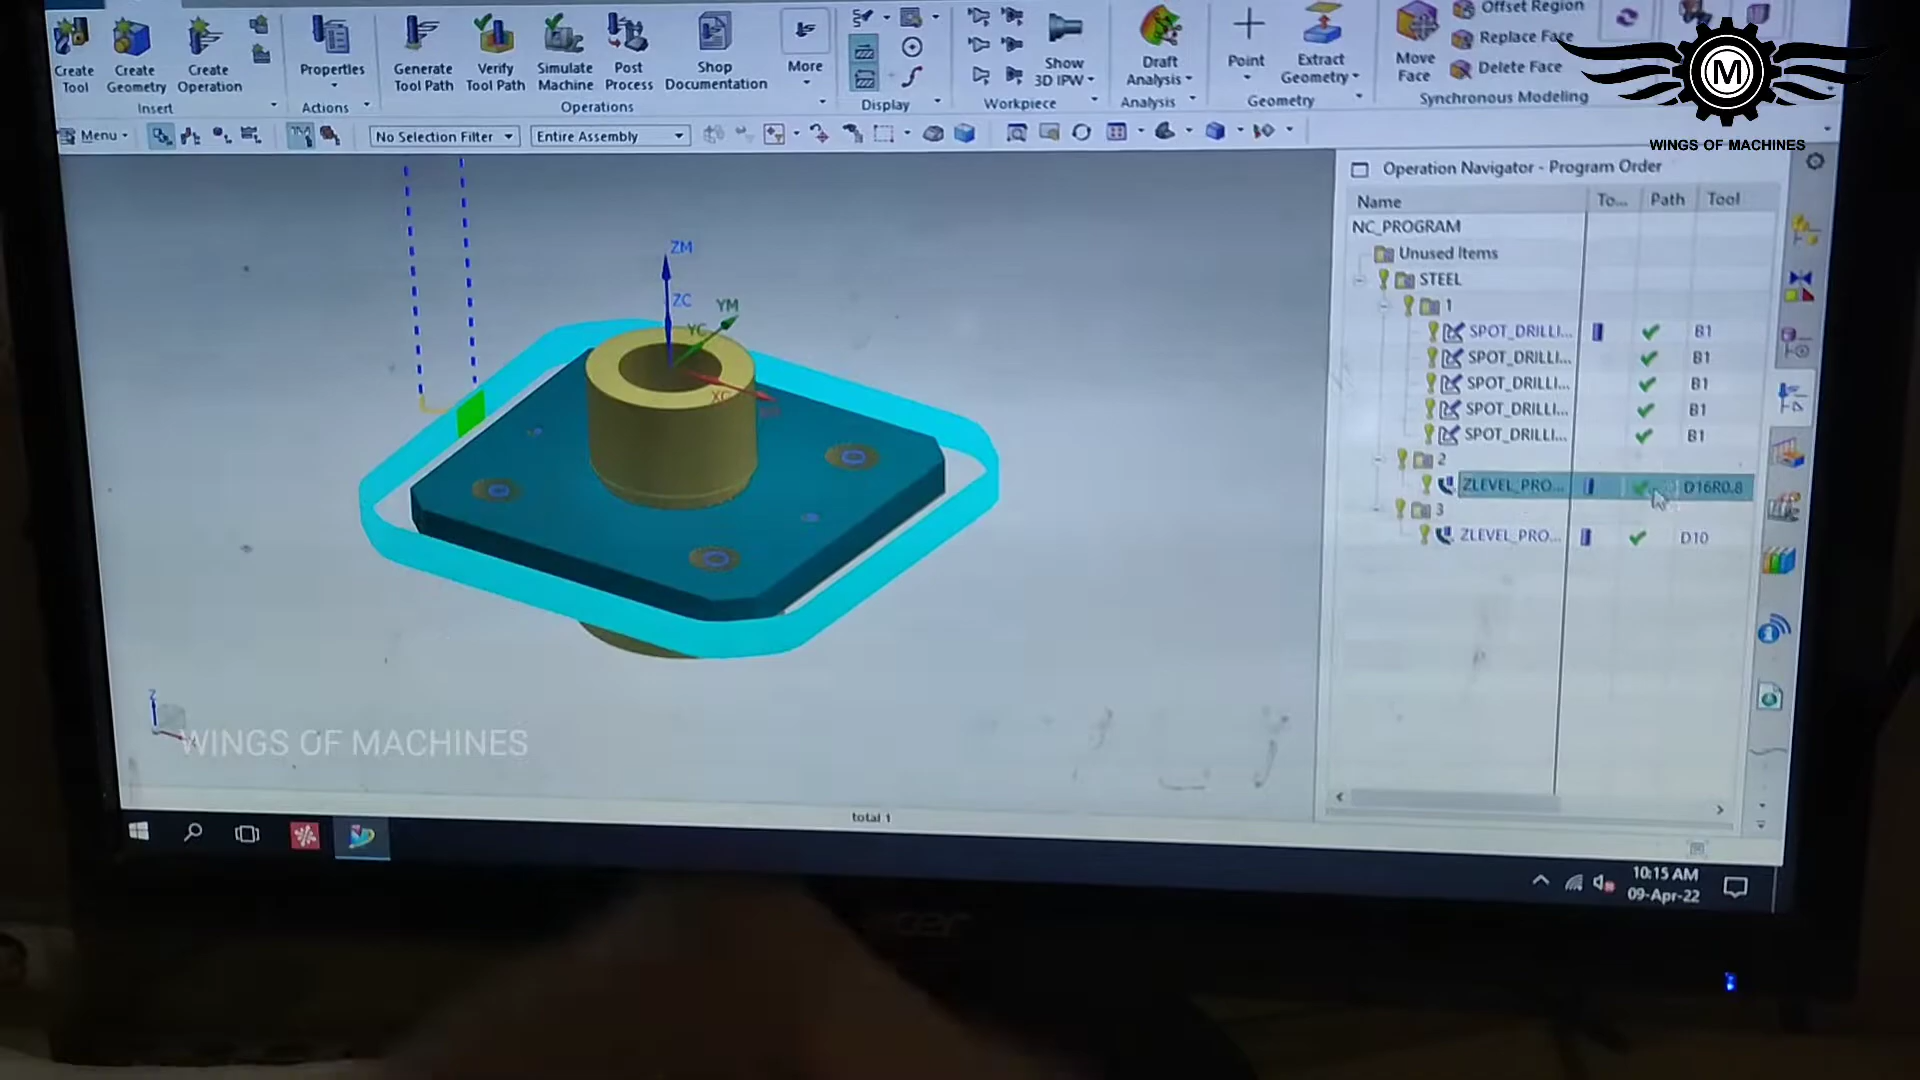 Create Tool
Create Geometry
Create Operation
Insert
Properties
Actions
Generate Tool Path
Verify Tool Path
Simulate Machine
Post Process
Shop Documentation
More
Operations
Display
Show 3D IPW
Workpiece
Draft Analysis
Analysis
Point
Extract Geometry
Geometry
Move Face
Offset Region
Replace Face
Delete Face
Synchronous Modeling
M
WINGS OF MACHINES
Menu
No Selection Filter
Entire Assembly
Operation Navigator - Program Order
Name To... Path Tool
NC_PROGRAM
Unused Items
STEEL
1
SPOT_DRILLI... B1
SPOT_DRILLI... B1
SPOT_DRILLI... B1
SPOT_DRILLI... B1
SPOT_DRILLI... B1
2
ZLEVEL_PRO... D16R0.8
3
ZLEVEL_PRO... D10
ZM
ZC
YM
YC
XC
Z
WINGS OF MACHINES
total 1
10:15 AM
09-Apr-22
acer